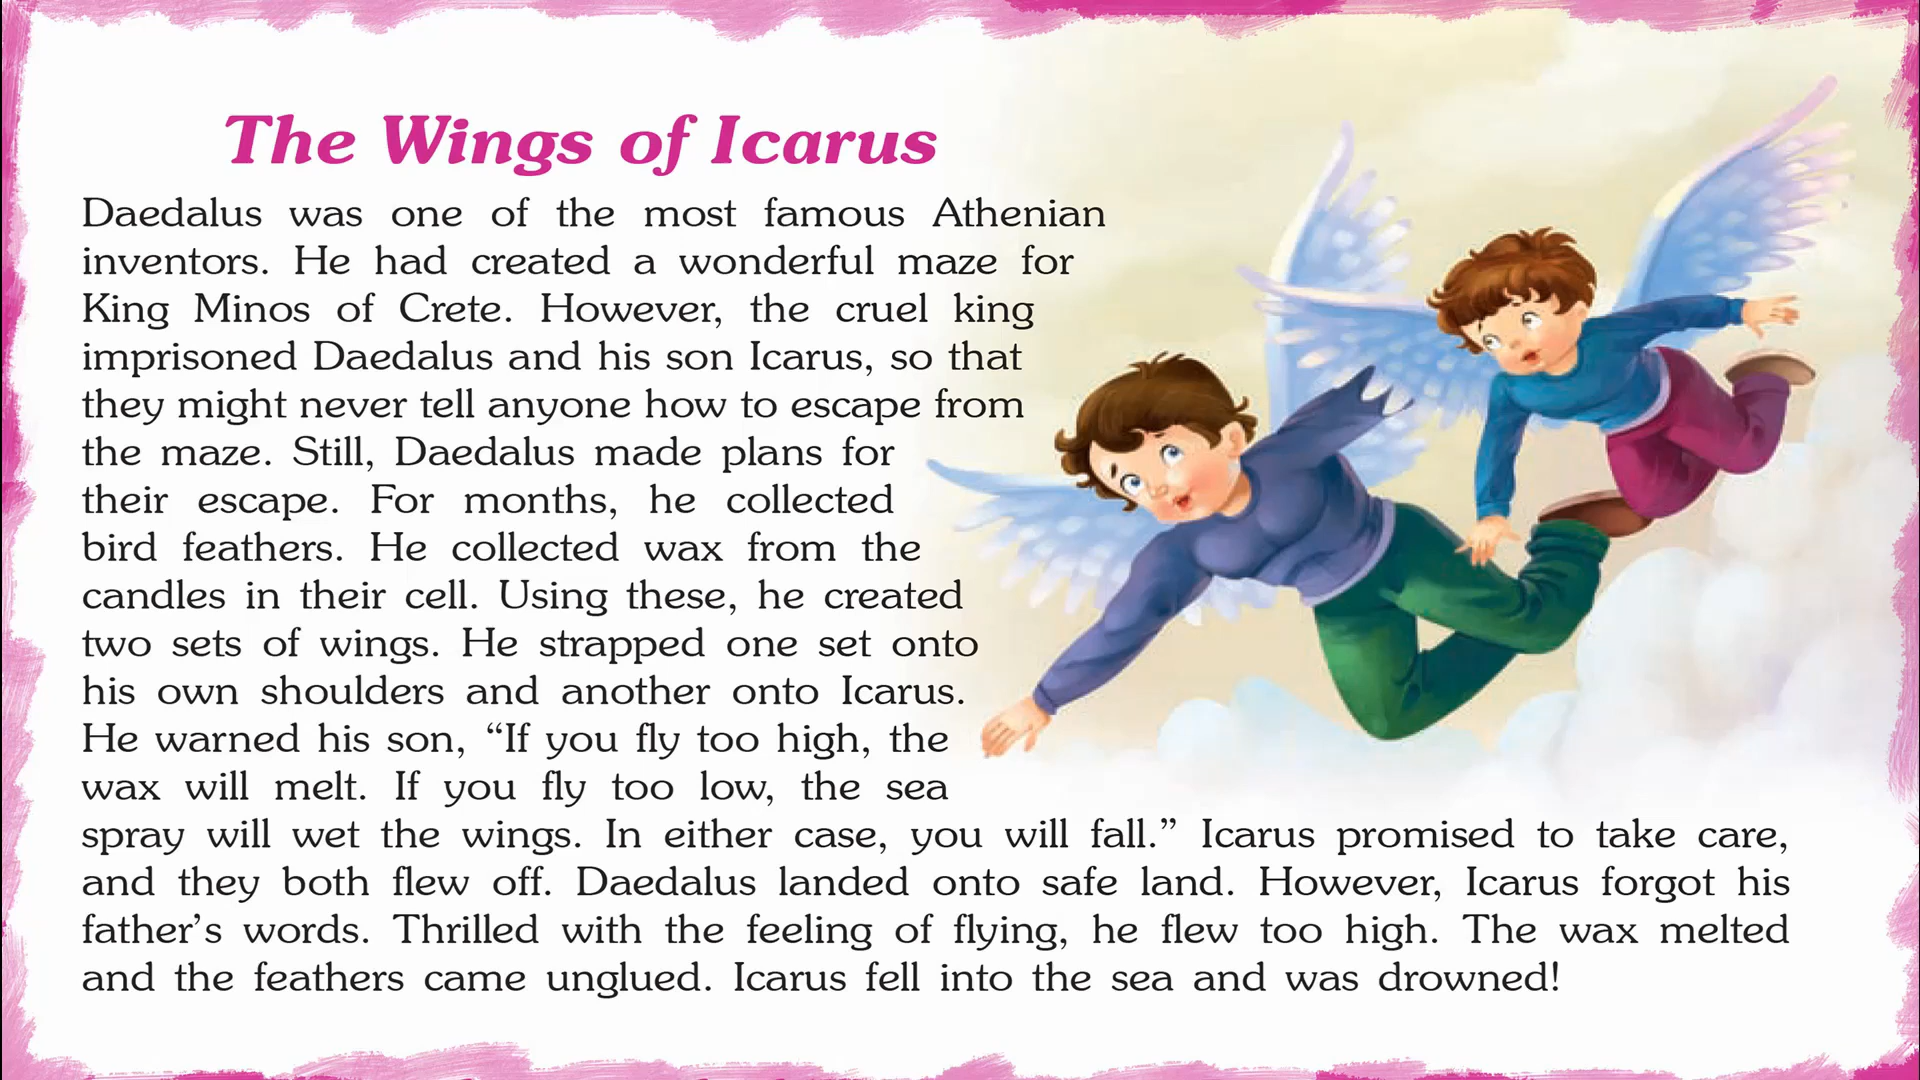 The Wings of Icarus
Daedalus was one of the most famous Athenian
inventors. He had created a wonderful maze for
King Minos of Crete. However, the cruel king
imprisoned Daedalus and his son Icarus, so that
they might never tell anyone how to escape from
the maze. Still, Daedalus made plans for
their escape. For months, he collected
bird feathers. He collected wax from the
candles in their cell. Using these, he created
two sets of wings. He strapped one set onto
his own shoulders and another onto Icarus.
He warned his son, “If you fly too high, the
wax will melt. If you fly too low, the sea
spray will wet the wings. In either case, you will fall.” Icarus promised to take care,
and they both flew off. Daedalus landed onto safe land. However, Icarus forgot his
father’s words. Thrilled with the feeling of flying, he flew too high. The wax melted
and the feathers came unglued. Icarus fell into the sea and was drowned!